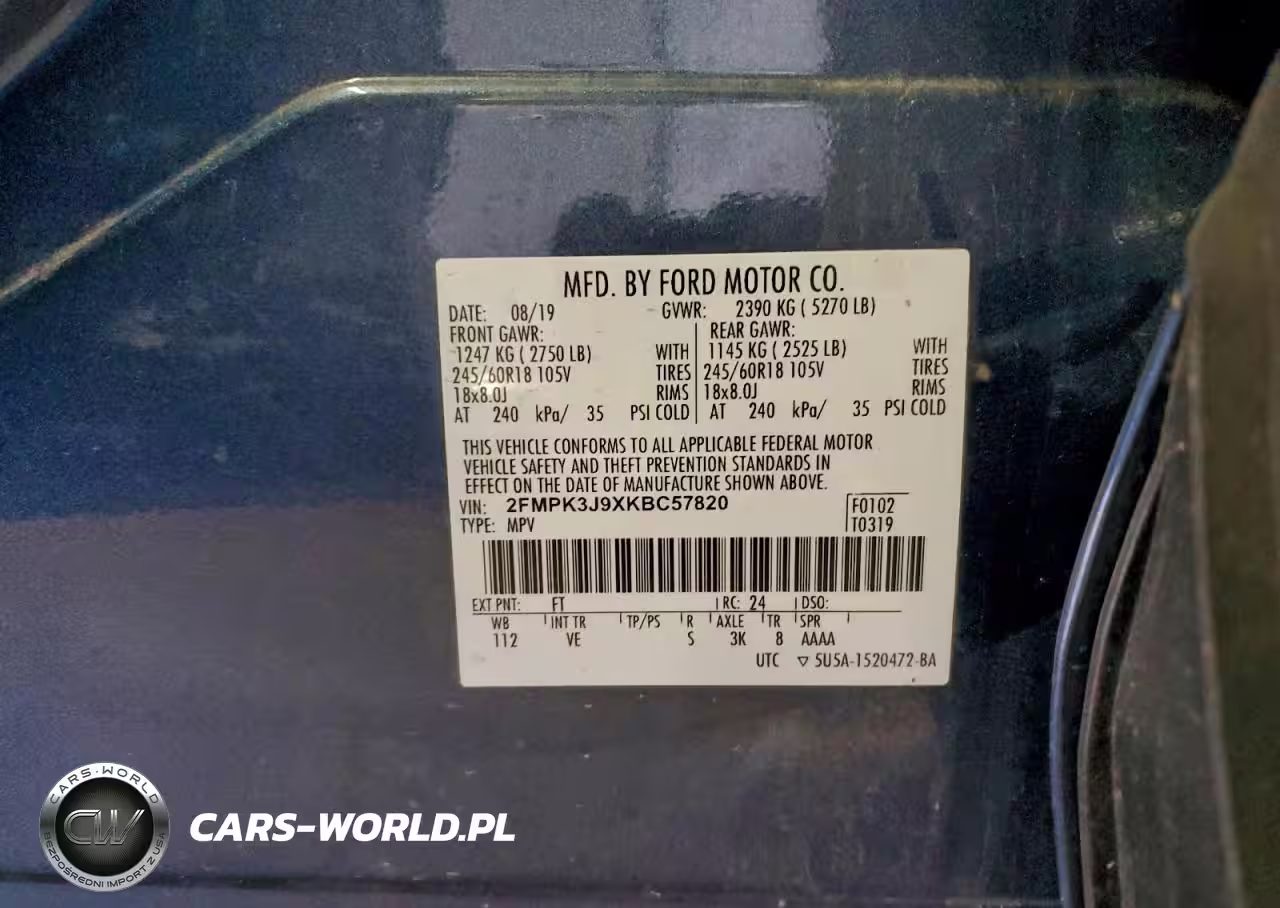 MFD. BY FORD MOTOR CO.
DATE: 08/19 GVWR: 2390 KG ( 5270 LB)
FRONT GAWR: REAR GAWR:
1247 KG ( 2750 LB) WITH 1145 KG ( 2525 LB) WITH
245/60R18 105V TIRES 245/60R18 105V TIRES
18x8.0J RIMS 18x8.0J RIMS
AT 240 kPa/ 35 PSI COLD AT 240 kPa/ 35 PSI COLD
THIS VEHICLE CONFORMS TO ALL APPLICABLE FEDERAL MOTOR
VEHICLE SAFETY AND THEFT PREVENTION STANDARDS IN
EFFECT ON THE DATE OF MANUFACTURE SHOWN ABOVE.
VIN: 2FMPK3J9XKBC57820 F0102
TYPE: MPV T0319
EXT PNT: FT RC: 24 DSO:
WB INT TR TP/PS R AXLE TR SPR
112 VE S 3K 8 AAAA
UTC ▽ 5U5A-1520472-BA
CARS-WORLD
CW
BEZPOŚREDNI IMPORT Z USA
CARS-WORLD.PL